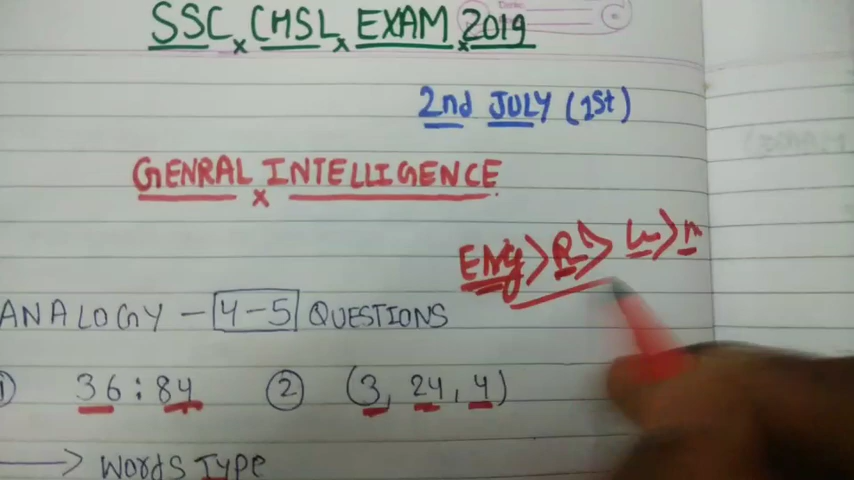 SSC x CHSL x EXAM x 2019
2nd JULY (1st)
GENRAL x INTELLIGENCE
ENg > R > > m
ANALOGY - 4-5 QUESTIONS
1 36:84 2 (3, 24, 4)
words Type